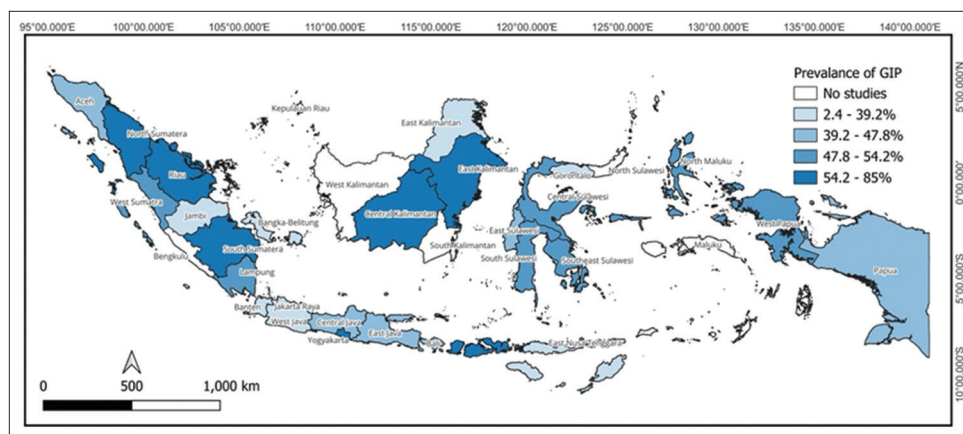 95°00.000'E 100°00.000'E 105°00.000'E 110°00.000'E 115°00.000'E 120°00.000'E 125°00.000'E 130°00.000'E 135°00.000'E 140°00.000'E
Prevalance of GIP
No studies
2.4 - 39.2%
39.2 - 47.8%
47.8 - 54.2%
54.2 - 85%
5°00.000'N
0°00.000'
5°00.000'S
10°00.000'S
Aceh
Kepulauan Riau
North Sumatera
East Kalimantan
Riau
West Kalimantan
East Kalimantan
North Maluku
North Sulawesi
Gorontalo
West Sumatra
Central Kalimantan
Central Sulawesi
Jambi
Bangka-Belitung
West Papua
South Sumatera
South Kalimantan
East Sulawesi
Maluku
Bengkulu
South Sulawesi
Southeast Sulawesi
Lampung
Papua
Banten
Jakarta Raya
West Java
Central Java
East Java
Yogyakarta
Bali
East Nusa Tenggara
0 500 1,000 km